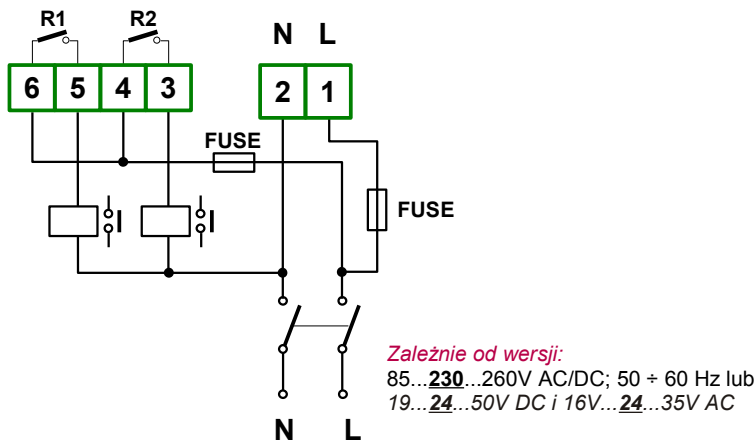 R1 R2 N L
6 5 4 3 2 1
FUSE
FUSE
Zależnie od wersji:
85...230...260V AC/DC; 50 ÷ 60 Hz lub
19...24...50V DC i 16V...24...35V AC
N L